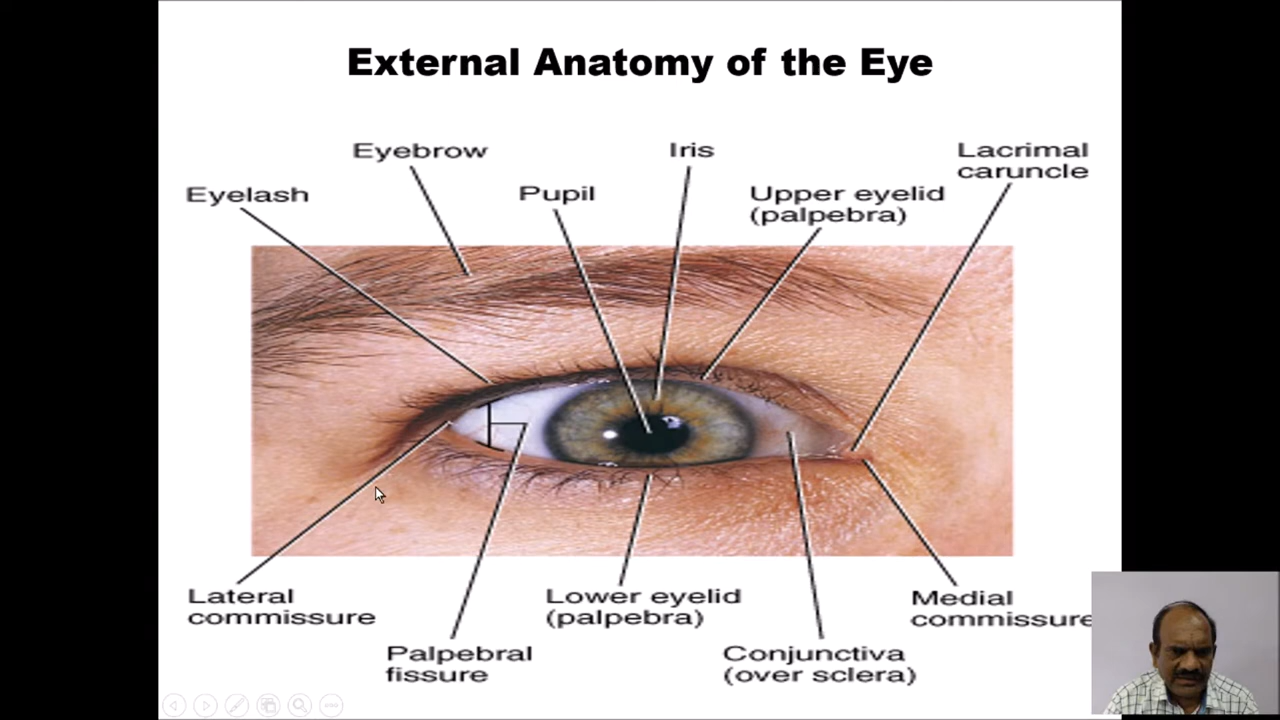 External Anatomy of the Eye
Eyebrow
Iris
Lacrimal
caruncle
Eyelash
Pupil
Upper eyelid
(palpebra)
Lateral
commissure
Lower eyelid
(palpebra)
Medial
commissure
Palpebral
fissure
Conjunctiva
(over sclera)